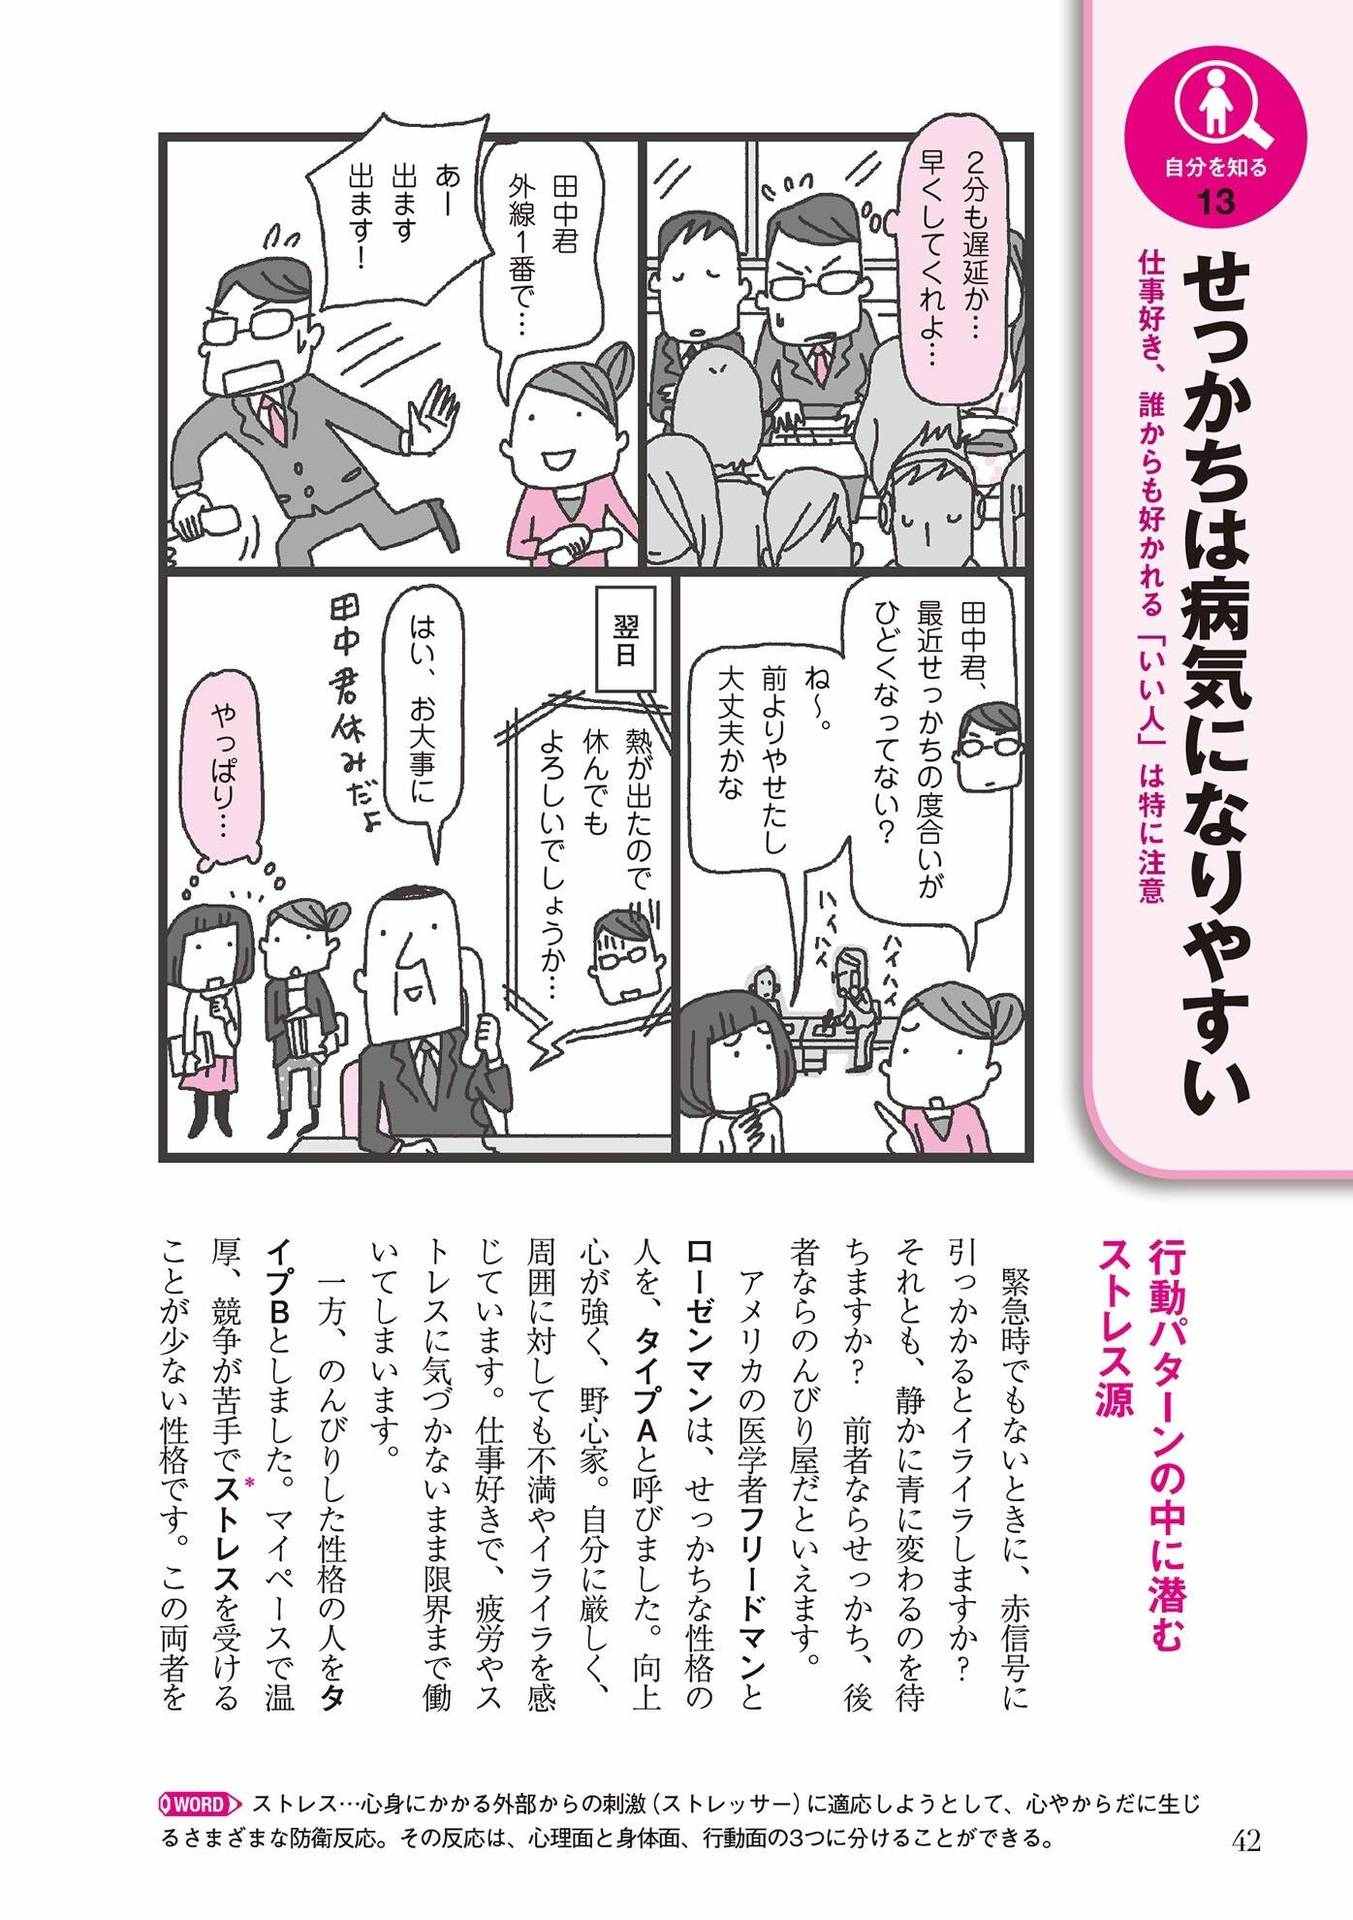 自分を知る
13
せっかちは病気になりやすい
仕事好き、誰からも好かれる「いい人」は特に注意
2分も遅延か…
早くしてくれよ…
田中君
外線1番で…
あー
出ます
出ます！
田中君、
最近せっかちの度合いが
ひどくなってない？
ね〜。
前よりやせたし
大丈夫かな
ハイハイ
ハイハイ
翌日
熱が出たので
休んでも
よろしいでしょうか…
はい、お大事に
田中君休みだよ
やっぱり…
行動パターンの中に潜む
ストレス源
緊急時でもないときに、赤信号に
引っかかるとイライラしますか？
それとも、静かに青に変わるのを待
ちますか？　前者ならせっかち、後
者ならのんびり屋だといえます。
アメリカの医学者フリードマンと
ローゼンマンは、せっかちな性格の
人を、タイプAと呼びました。向上
心が強く、野心家。自分に厳しく、
周囲に対しても不満やイライラを感
じています。仕事好きで、疲労やス
トレスに気づかないまま限界まで働
いてしまいます。
一方、のんびりした性格の人をタ
イプBとしました。マイペースで温
厚、競争が苦手でストレス*を受ける
ことが少ない性格です。この両者を
WORD ストレス…心身にかかる外部からの刺激（ストレッサー）に適応しようとして、心やからだに生じ
るさまざまな防衛反応。その反応は、心理面と身体面、行動面の3つに分けることができる。
42